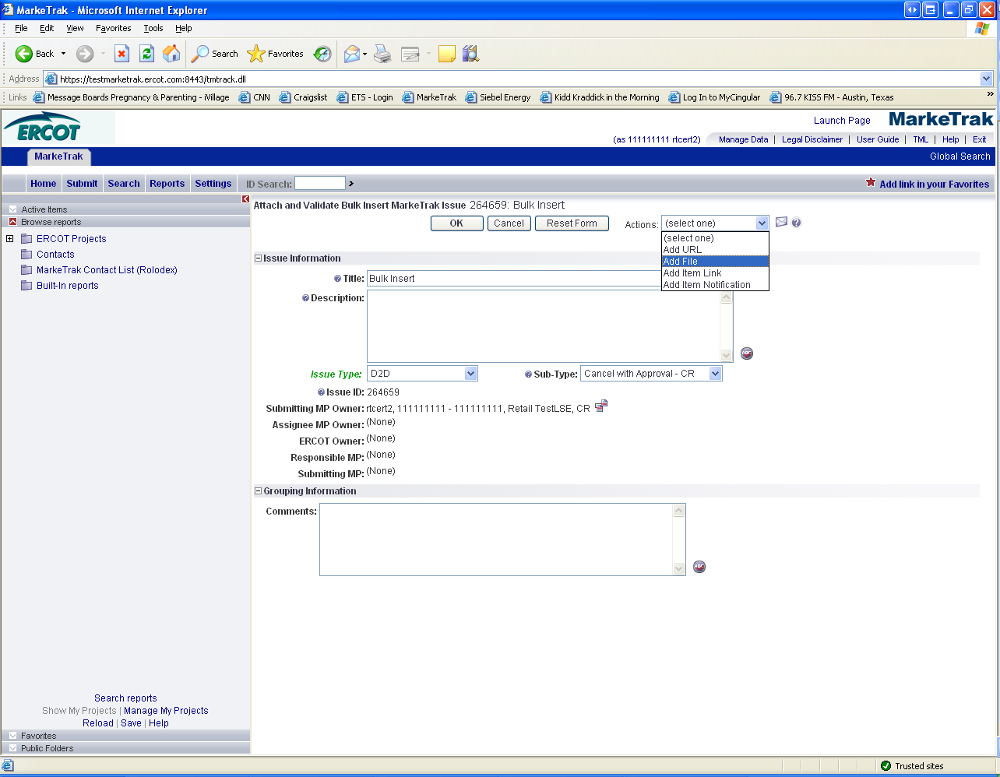 MarkeTrak - Microsoft Internet Explorer
File Edit View Favorites Tools Help
Back Search Favorites
Address https://testmarketrak.ercot.com:8443/tmtrack.dll
Links Message Boards Pregnancy & Parenting - iVillage CNN Craigslist ETS - Login MarkeTrak Siebel Energy Kidd Kraddick in the Morning Log In to MyCingular 96.7 KISS FM - Austin, Texas »
ERCOT
Launch Page MarkeTrak
(as 111111111 rtcert2) Manage Data | Legal Disclaimer | User Guide | TML | Help | Exit
MarkeTrak Global Search
Home Submit Search Reports Settings ID Search: Add link in your Favorites
Active Items
Browse reports
ERCOT Projects
Contacts
MarkeTrak Contact List (Rolodex)
Built-In reports
Search reports
Show My Projects | Manage My Projects
Reload | Save | Help
Favorites
Public Folders
Attach and Validate Bulk Insert MarkeTrak Issue 264659: Bulk Insert
OK Cancel Reset Form Actions: (select one)
(select one)
Add URL
Add File
Add Item Link
Add Item Notification
Issue Information
Title: Bulk Insert
Description:
ABC
Issue Type: D2D Sub-Type: Cancel with Approval - CR
Issue ID: 264659
Submitting MP Owner: rtcert2, 111111111 - 111111111, Retail TestLSE, CR
Assignee MP Owner: (None)
ERCOT Owner: (None)
Responsible MP: (None)
Submitting MP: (None)
Grouping Information
Comments:
ABC
Trusted sites